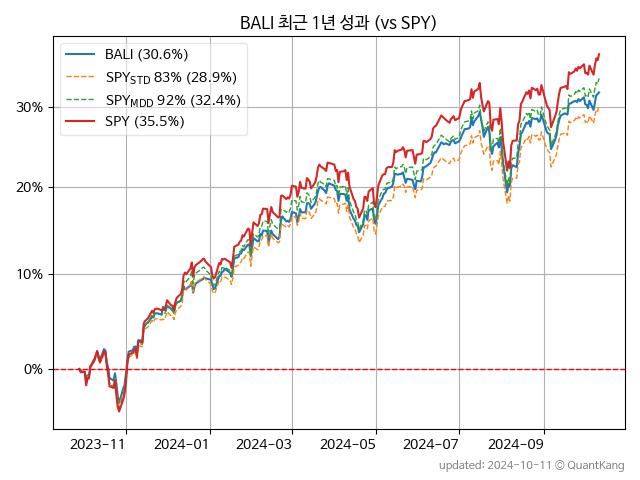 BALI 최근 1년 성과 (vs SPY)
BALI (30.6%)
SPY_STD 83% (28.9%)
SPY_MDD 92% (32.4%)
SPY (35.5%)
30%
20%
10%
0%
2023-11 2024-01 2024-03 2024-05 2024-07 2024-09
updated: 2024-10-11 © QuantKang